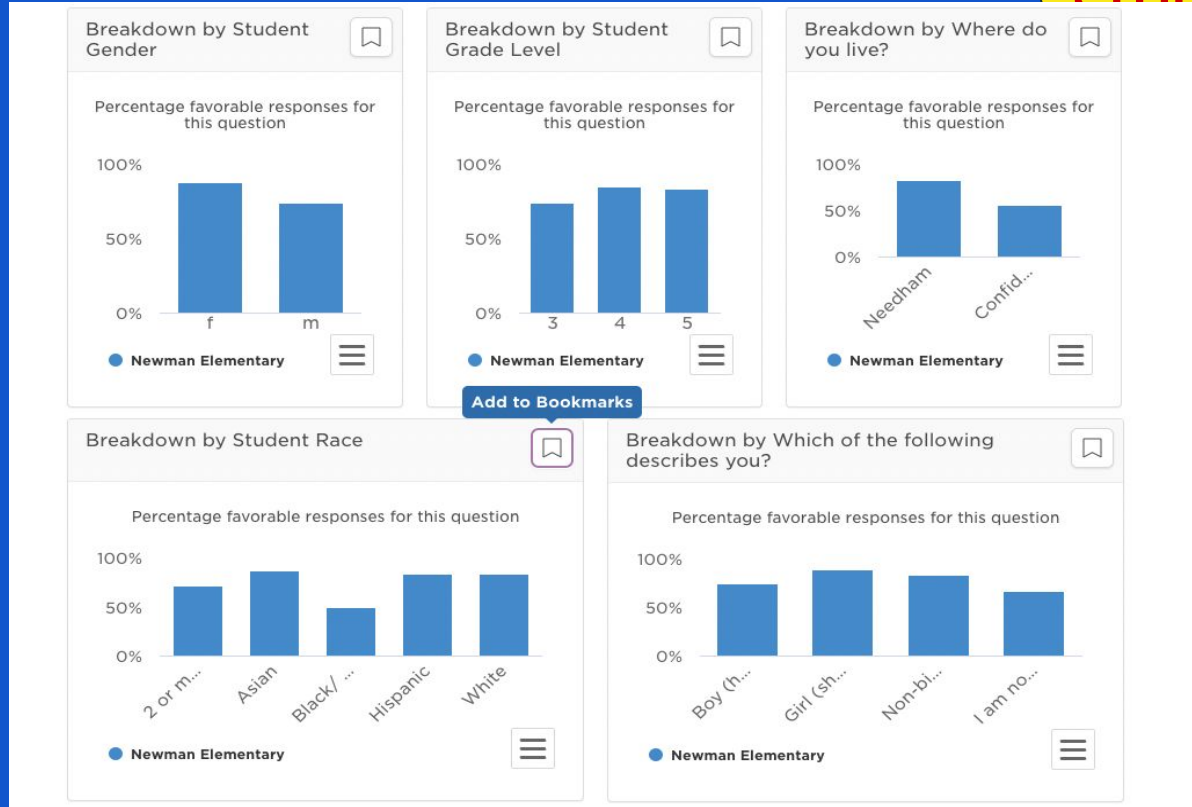 Breakdown by Student
Gender
Percentage favorable responses for
this question
100%
50%
0%
f
m
Newman Elementary
Breakdown by Student
Grade Level
Percentage favorable responses for
this question
100%
50%
0%
3
4
5
Newman Elementary
Breakdown by Where do
you live?
Percentage favorable responses for
this question
100%
50%
0%
Needham
Confid...
Newman Elementary
Add to Bookmarks
Breakdown by Student Race
Percentage favorable responses for this question
100%
50%
0%
2 or m...
Asian
Black/ ...
Hispanic
White
Newman Elementary
Breakdown by Which of the following
describes you?
Percentage favorable responses for this question
100%
50%
0%
Boy (h...
Girl (sh...
Non-bi...
I am no...
Newman Elementary